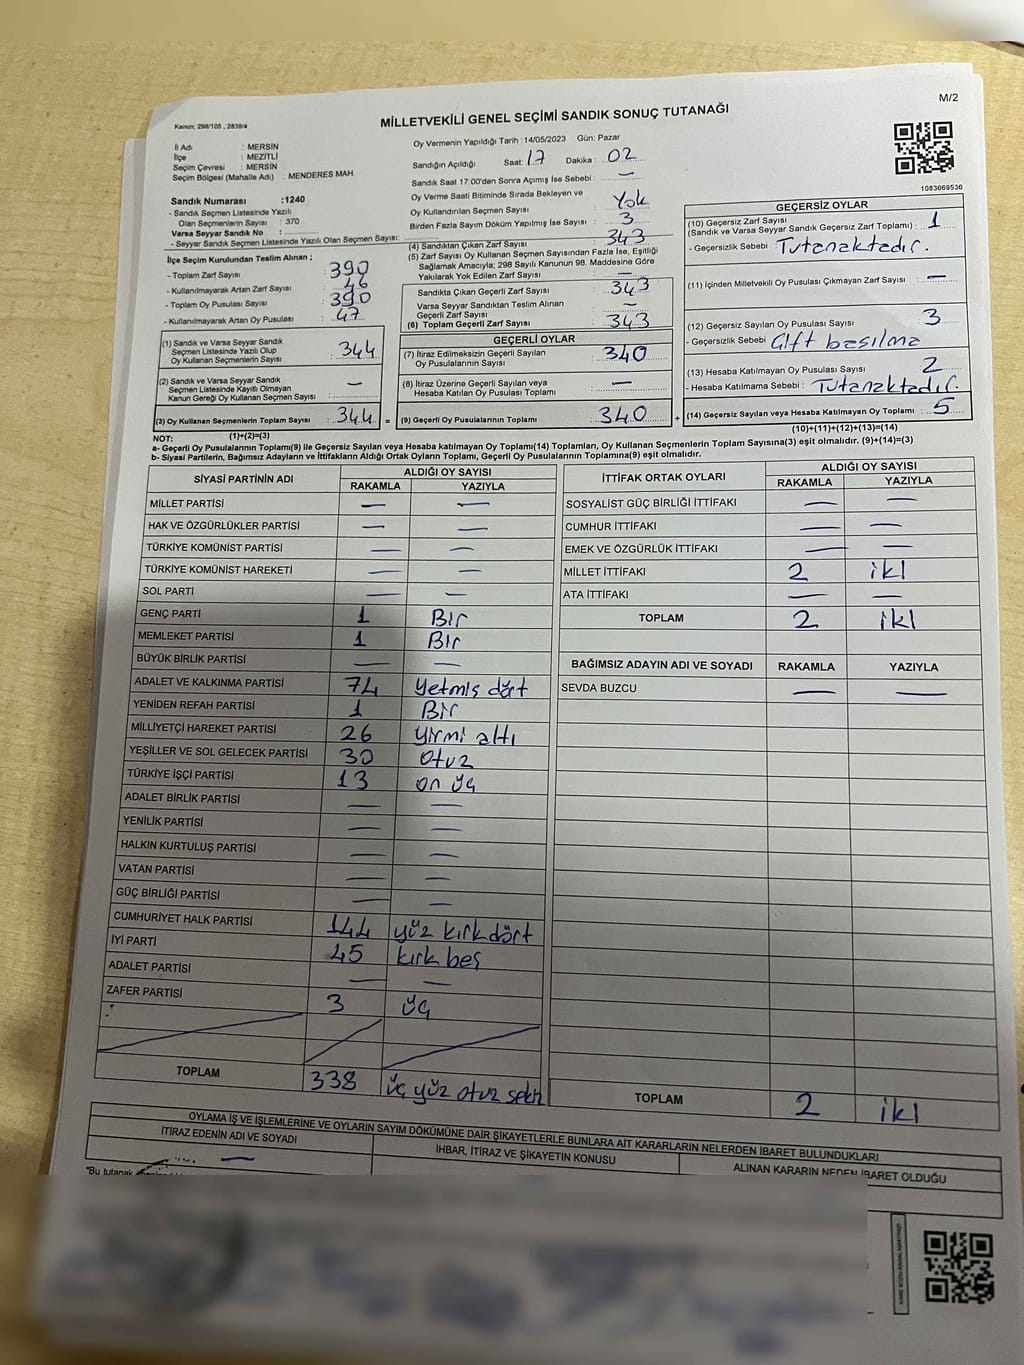 M/2
MİLLETVEKİLİ GENEL SEÇİMİ SANDIK SONUÇ TUTANAĞI
Kanun; 298/105 , 2839/4
İl Adı : MERSİN
İlçe : MEZİTLİ
Seçim Çevresi : MERSİN
Seçim Bölgesi (Mahalle Adı) : MENDERES MAH.
Sandık Numarası :1240
- Sandık Seçmen Listesinde Yazılı
Olan Seçmenlerin Sayısı : 370
Varsa Seyyar Sandık No :
- Seyyar Sandık Seçmen Listesinde Yazılı Olan Seçmen Sayısı:
İlçe Seçim Kurulundan Teslim Alınan ;
- Toplam Zarf Sayısı 390
- Kullanılmayarak Artan Zarf Sayısı 46
- Toplam Oy Pusulası Sayısı 390
- Kullanılmayarak Artan Oy Pusulası 47
(1) Sandık ve Varsa Seyyar Sandık
Seçmen Listesinde Yazılı Olup
Oy Kullanan Seçmenlerin Sayısı : 344
(2) Sandık ve Varsa Seyyar Sandık
Seçmen Listesinde Kayıtlı Olmayan
Kanun Gereği Oy Kullanan Seçmen Sayısı : —
(3) Oy Kullanan Seçmenlerin Toplam Sayısı : 344 =
(1)+(2)=(3)
Oy Vermenin Yapıldığı Tarih :14/05/2023 Gün: Pazar
Sandığın Açıldığı Saat: 17 Dakika : 02
Sandık Saat 17:00'den Sonra Açımış İse Sebebi : —
Oy Verme Saati Bitiminde Sırada Bekleyen ve
Oy Kullandırılan Seçmen Sayısı : Yok
Birden Fazla Sayım Döküm Yapılmış İse Sayısı : 3
(4) Sandıktan Çıkan Zarf Sayısı : 343
(5) Zarf Sayısı Oy Kullanan Seçmen Sayısından Fazla İse, Eşitliği
Sağlamak Amacıyla; 298 Sayılı Kanunun 98. Maddesine Göre
Yakılarak Yok Edilen Zarf Sayısı : —
Sandıkta Çıkan Geçerli Zarf Sayısı : 343
Varsa Seyyar Sandıktan Teslim Alınan
Geçerli Zarf Sayısı : —
(6) Toplam Geçerli Zarf Sayısı : 343
GEÇERLİ OYLAR
(7) İtiraz Edilmeksizin Geçerli Sayılan
Oy Pusulası Sayısı : 340
(8) İtiraz Üzerine Geçerli Sayılan veya
Hesaba Katılan Oy Pusulası Toplamı : —
(9) Geçerli Oy Pusulalarının Toplamı : 340 +
1083669536
GEÇERSİZ OYLAR
(10) Geçersiz Zarf Sayısı
(Sandık ve Varsa Seyyar Sandık Geçersiz Zarf Toplamı) : 1
- Geçersizlik Sebebi : Tutanaktadır.
(11) İçinden Milletvekili Oy Pusulası Çıkmayan Zarf Sayısı : —
(12) Geçersiz Sayılan Oy Pusulası Sayısı : 3
- Geçersizlik Sebebi : Çift basılma
(13) Hesaba Katılmayan Oy Pusulası Sayısı : 2
- Hesaba Katılmama Sebebi : Tutanaktadır.
(14) Geçersiz Sayılan veya Hesaba Katılmayan Oy Toplamı : 5
(10)+(11)+(12)+(13)=(14)
NOT:
a- Geçerli Oy Pusulalarının Toplamı(9) ile Geçersiz Sayılan veya Hesaba katılmayan Oy Toplamı(14) Toplamları, Oy Kullanan Seçmenlerin Toplam Sayısına(3) eşit olmalıdır. (9)+(14)=(3)
b- Siyasi Partilerin, Bağımsız Adayların ve İttifakların Aldığı Ortak Oyların Toplamı, Geçerli Oy Pusulalarının Toplamına(9) eşit olmalıdır.
SİYASİ PARTİNİN ADI ALDIĞI OY SAYISI
RAKAMLA YAZIYLA
MİLLET PARTİSİ — —
HAK VE ÖZGÜRLÜKLER PARTİSİ — —
TÜRKİYE KOMÜNİST PARTİSİ — —
TÜRKİYE KOMÜNİST HAREKETİ — —
SOL PARTİ — —
GENÇ PARTİ 1 Bir
MEMLEKET PARTİSİ 1 Bir
BÜYÜK BİRLİK PARTİSİ — —
ADALET VE KALKINMA PARTİSİ 74 yetmiş dört
YENİDEN REFAH PARTİSİ 1 Bir
MİLLİYETÇİ HAREKET PARTİSİ 26 yirmi altı
YEŞİLLER VE SOL GELECEK PARTİSİ 30 otuz
TÜRKİYE İŞÇİ PARTİSİ 13 on üç
ADALET BİRLİK PARTİSİ — —
YENİLİK PARTİSİ — —
HALKIN KURTULUŞ PARTİSİ — —
VATAN PARTİSİ — —
GÜÇ BİRLİĞİ PARTİSİ — —
CUMHURİYET HALK PARTİSİ 144 yüz kırk dört
İYİ PARTİ 45 kırk beş
ADALET PARTİSİ — —
ZAFER PARTİSİ 3 üç
TOPLAM 338 üç yüz otuz sekiz
İTTİFAK ORTAK OYLARI ALDIĞI OY SAYISI
RAKAMLA YAZIYLA
SOSYALİST GÜÇ BİRLİĞİ İTTİFAKI — —
CUMHUR İTTİFAKI — —
EMEK VE ÖZGÜRLÜK İTTİFAKI — —
MİLLET İTTİFAKI 2 iki
ATA İTTİFAKI — —
TOPLAM 2 iki
BAĞIMSIZ ADAYIN ADI VE SOYADI RAKAMLA YAZIYLA
SEVDA BUZCU — —
TOPLAM 2 iki
OYLAMA İŞ VE İŞLEMLERİNE VE OYLARIN SAYIM DÖKÜMÜNE DAİR ŞİKAYETLERLE BUNLARA AİT KARARLARIN NELERDEN İBARET BULUNDUKLARI
İTİRAZ EDENİN ADI VE SOYADI İHBAR, İTİRAZ VE ŞİKAYETİN KONUSU ALINAN KARARIN NEDEN İBARET OLDUĞU
—
"Bu tutanak